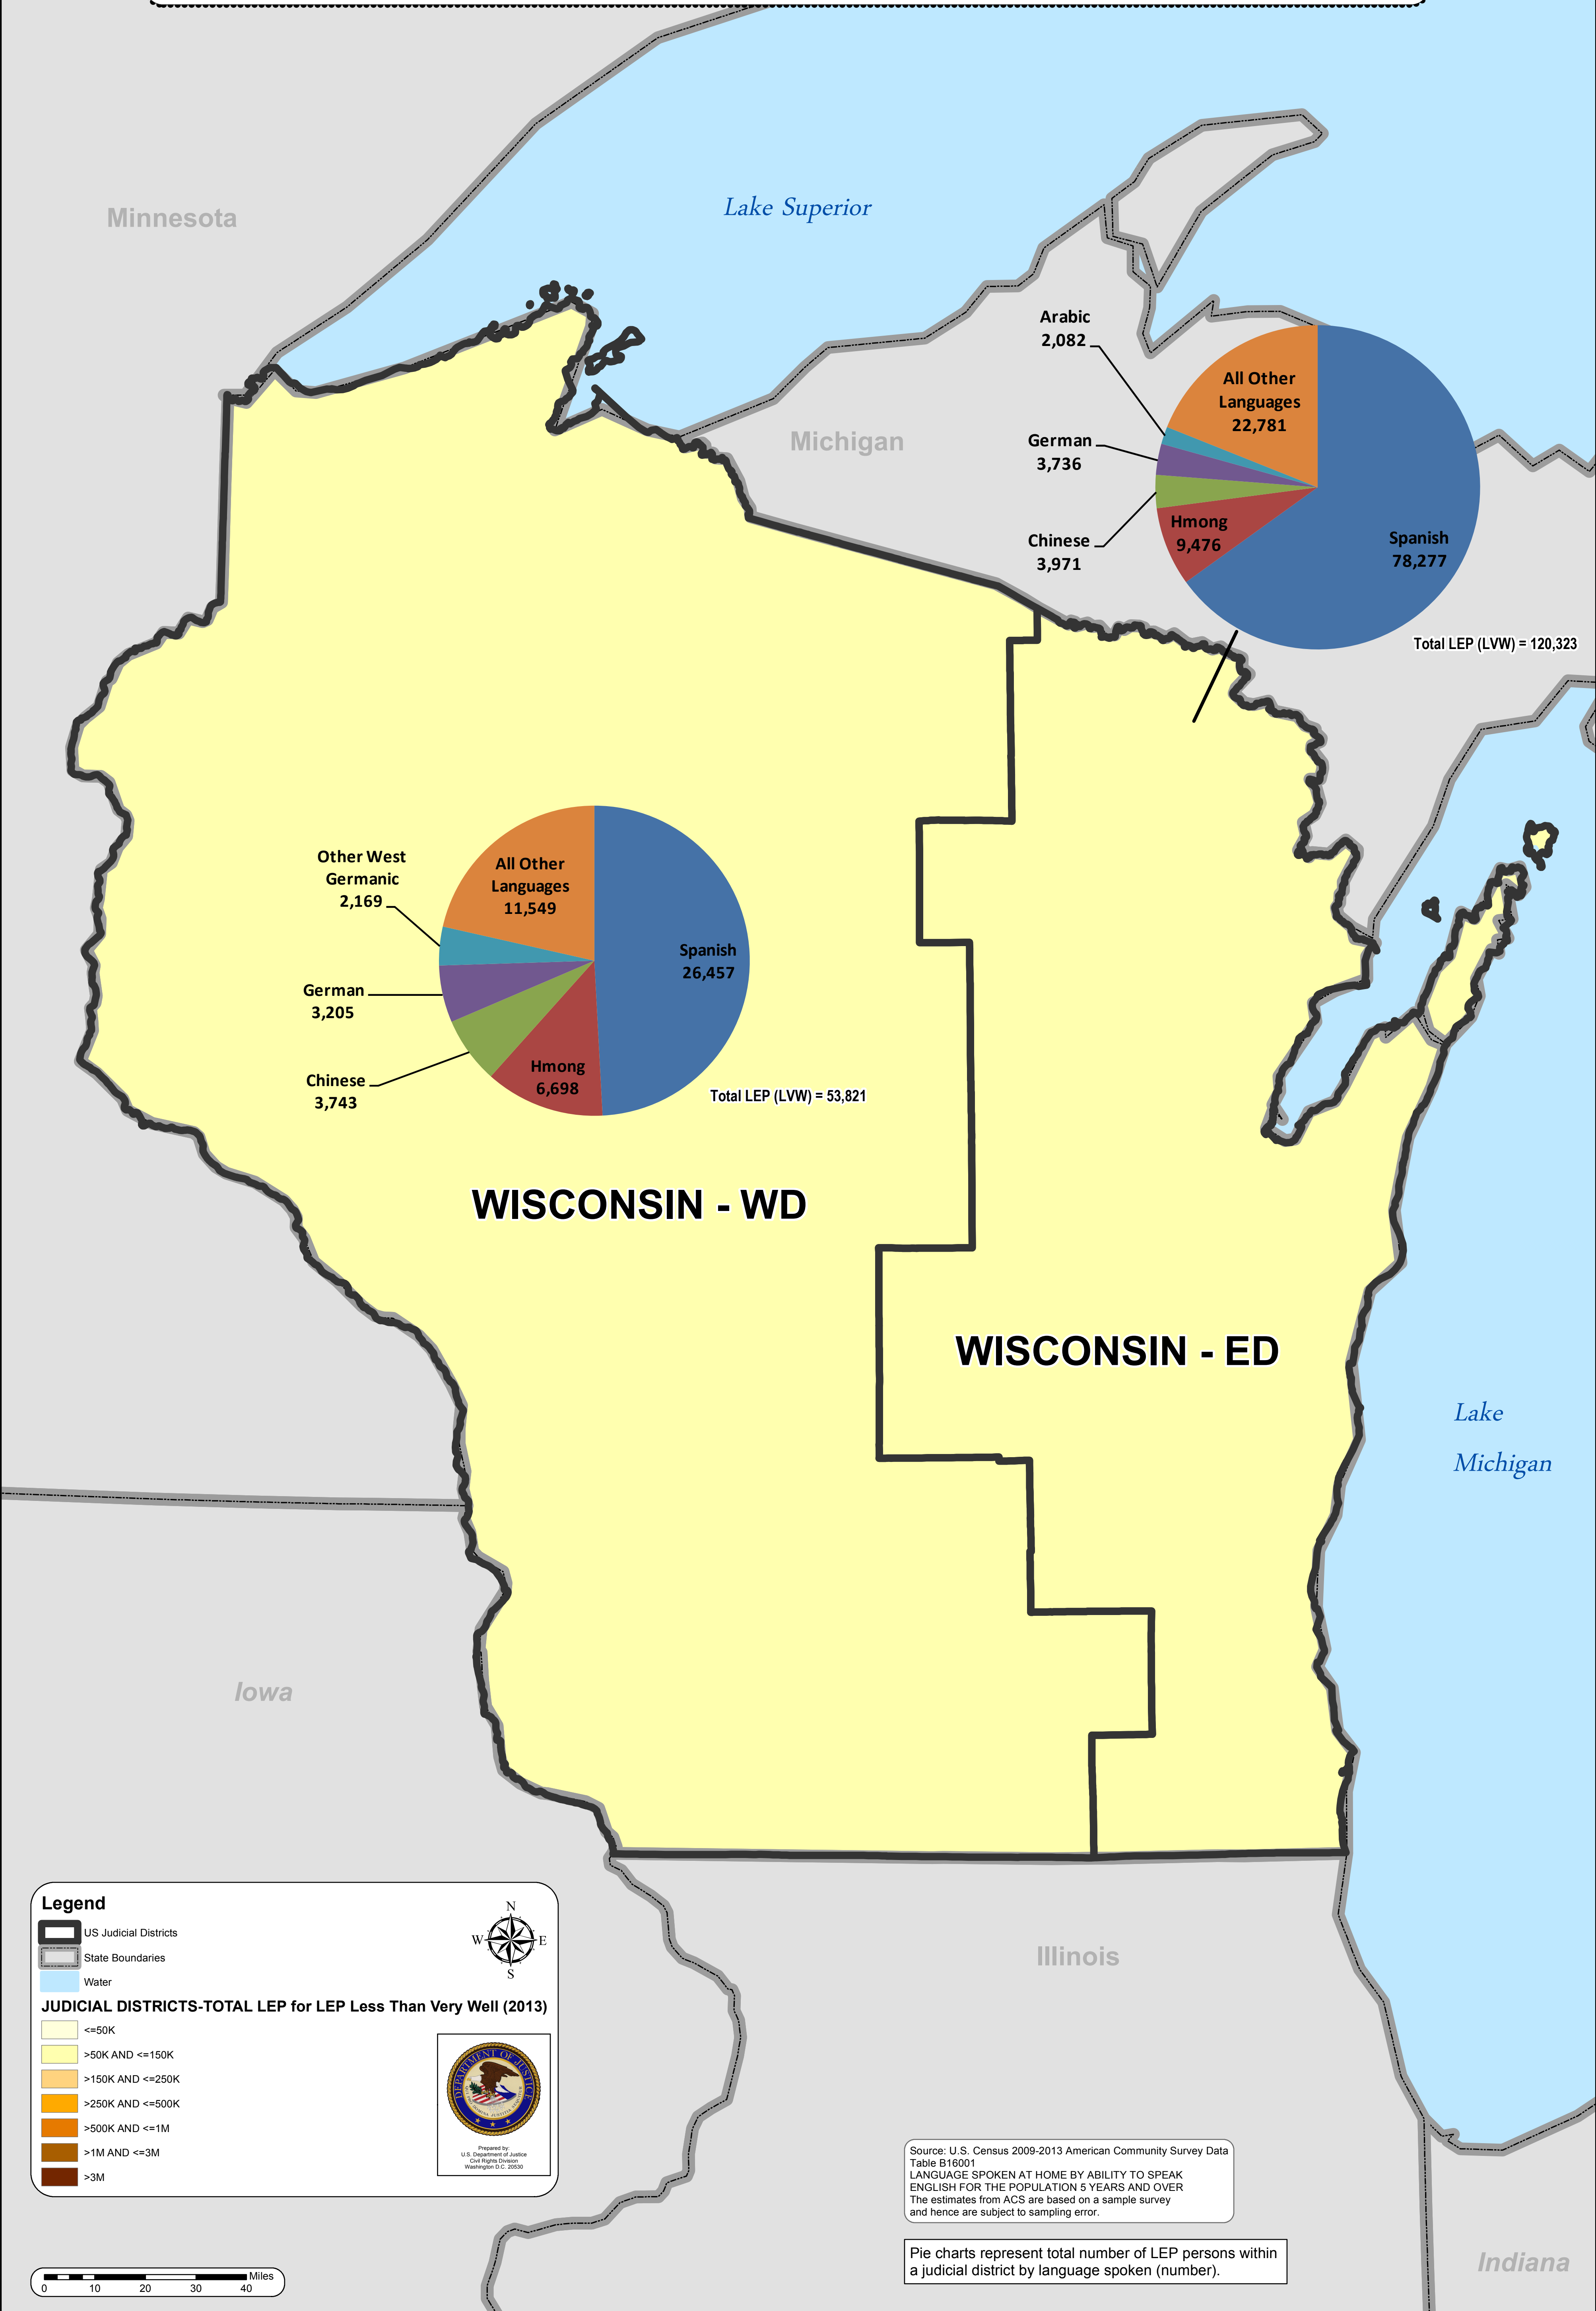 Minnesota
Lake Superior
Michigan
Arabic
2,082
All Other
Languages
22,781
German
3,736
Chinese
3,971
Hmong
9,476
Spanish
78,277
Total LEP (LVW) = 120,323
Other West
Germanic
2,169
All Other
Languages
11,549
Spanish
26,457
German
3,205
Chinese
3,743
Hmong
6,698
Total LEP (LVW) = 53,821
WISCONSIN - WD
WISCONSIN - ED
Lake
Michigan
Iowa
Illinois
Indiana
Legend
US Judicial Districts
State Boundaries
Water
N
W
E
S
JUDICIAL DISTRICTS-TOTAL LEP for LEP Less Than Very Well (2013)
<=50K
>50K AND <=150K
>150K AND <=250K
>250K AND <=500K
>500K AND <=1M
>1M AND <=3M
>3M
DEPARTMENT OF JUSTICE
Prepared by:
U.S. Department of Justice
Civil Rights Division
Washington D.C. 20530
Miles
0 10 20 30 40
Source: U.S. Census 2009-2013 American Community Survey Data
Table B16001
LANGUAGE SPOKEN AT HOME BY ABILITY TO SPEAK
ENGLISH FOR THE POPULATION 5 YEARS AND OVER
The estimates from ACS are based on a sample survey
and hence are subject to sampling error.
Pie charts represent total number of LEP persons within
a judicial district by language spoken (number).